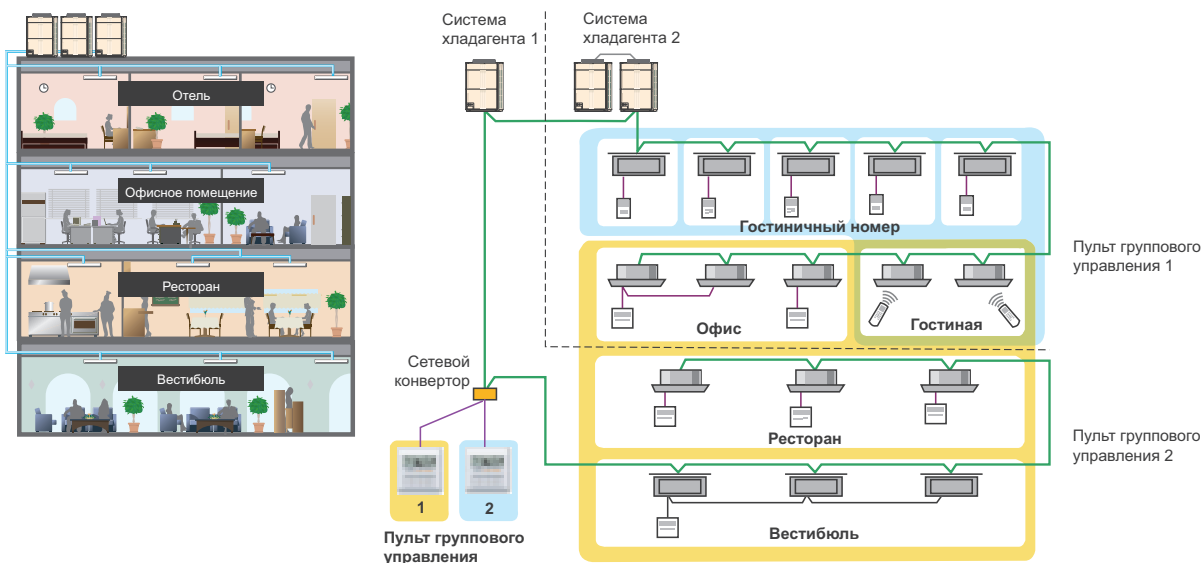 Отель
Офисное помещение
Ресторан
Вестибюль
Система
хладагента 1
Система
хладагента 2
Гостиничный номер
Пульт группового
управления 1
Офис
Гостиная
Сетевой
конвертор
Ресторан
Пульт группового
управления 2
1
2
Вестибюль
Пульт группового
управления